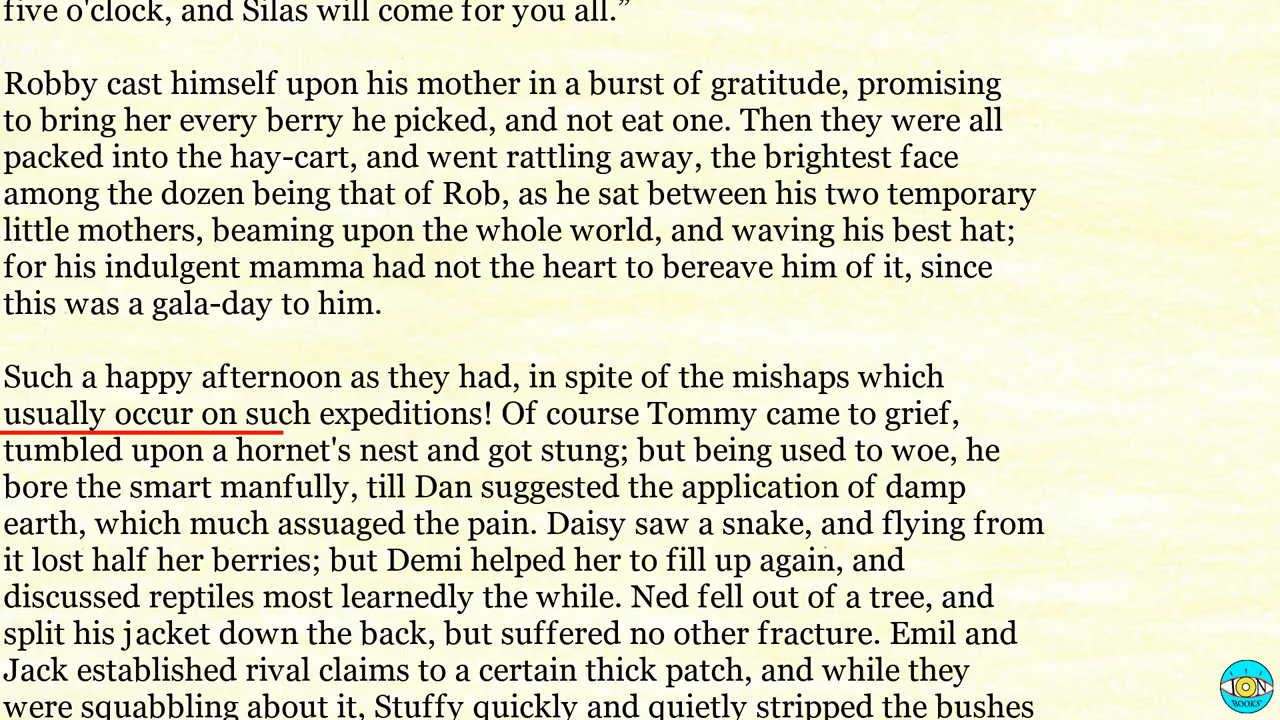 five o'clock, and Silas will come for you all.”
Robby cast himself upon his mother in a burst of gratitude, promising
to bring her every berry he picked, and not eat one. Then they were all
packed into the hay-cart, and went rattling away, the brightest face
among the dozen being that of Rob, as he sat between his two temporary
little mothers, beaming upon the whole world, and waving his best hat;
for his indulgent mamma had not the heart to bereave him of it, since
this was a gala-day to him.
Such a happy afternoon as they had, in spite of the mishaps which
usually occur on such expeditions! Of course Tommy came to grief,
tumbled upon a hornet's nest and got stung; but being used to woe, he
bore the smart manfully, till Dan suggested the application of damp
earth, which much assuaged the pain. Daisy saw a snake, and flying from
it lost half her berries; but Demi helped her to fill up again, and
discussed reptiles most learnedly the while. Ned fell out of a tree, and
split his jacket down the back, but suffered no other fracture. Emil and
Jack established rival claims to a certain thick patch, and while they
were squabbling about it, Stuffy quickly and quietly stripped the bushes
ION
BOOKS